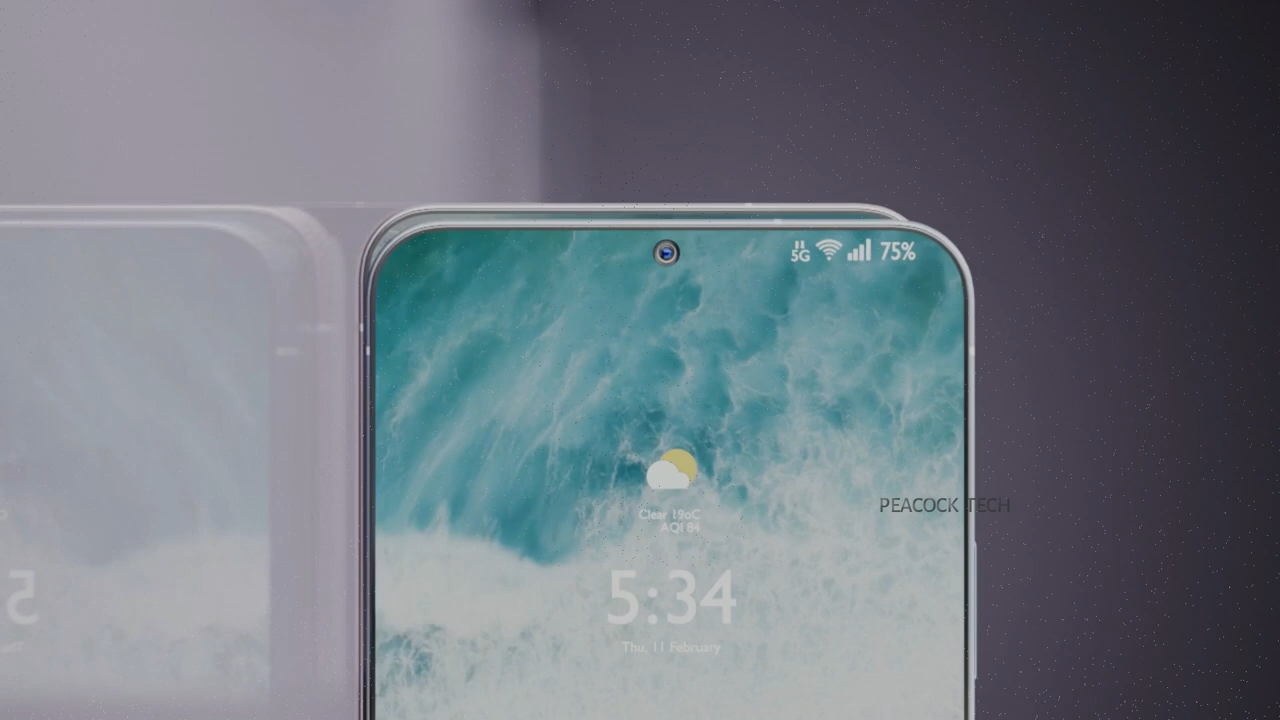 5G 75%
Clear 19oC
AQI 84
PEACOCK TECH
5:34
Thu, 11 February